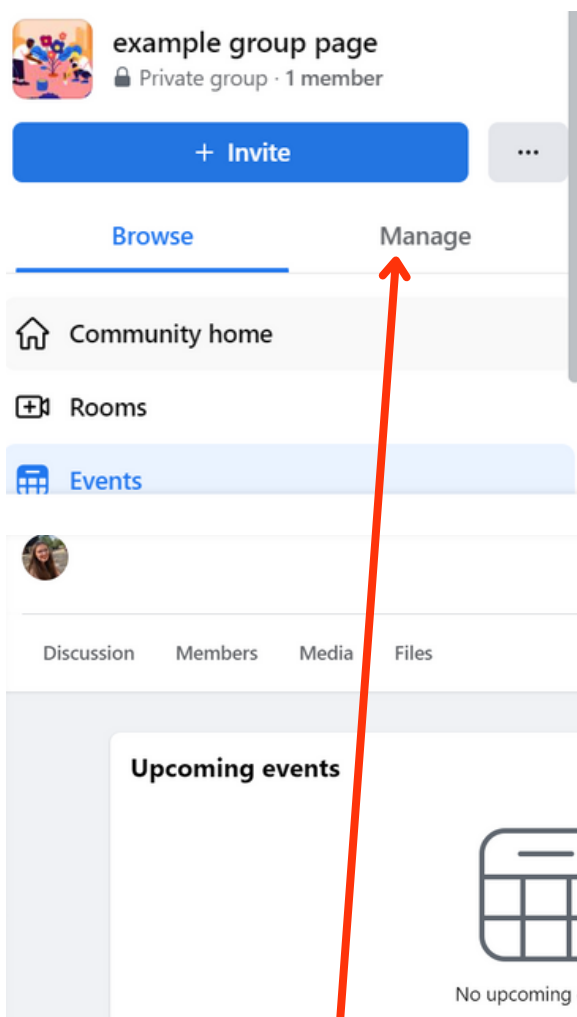 example group page
Private group · 1 member
+ Invite
Browse Manage
Community home
Rooms
Events
Discussion Members Media Files
Upcoming events
No upcoming